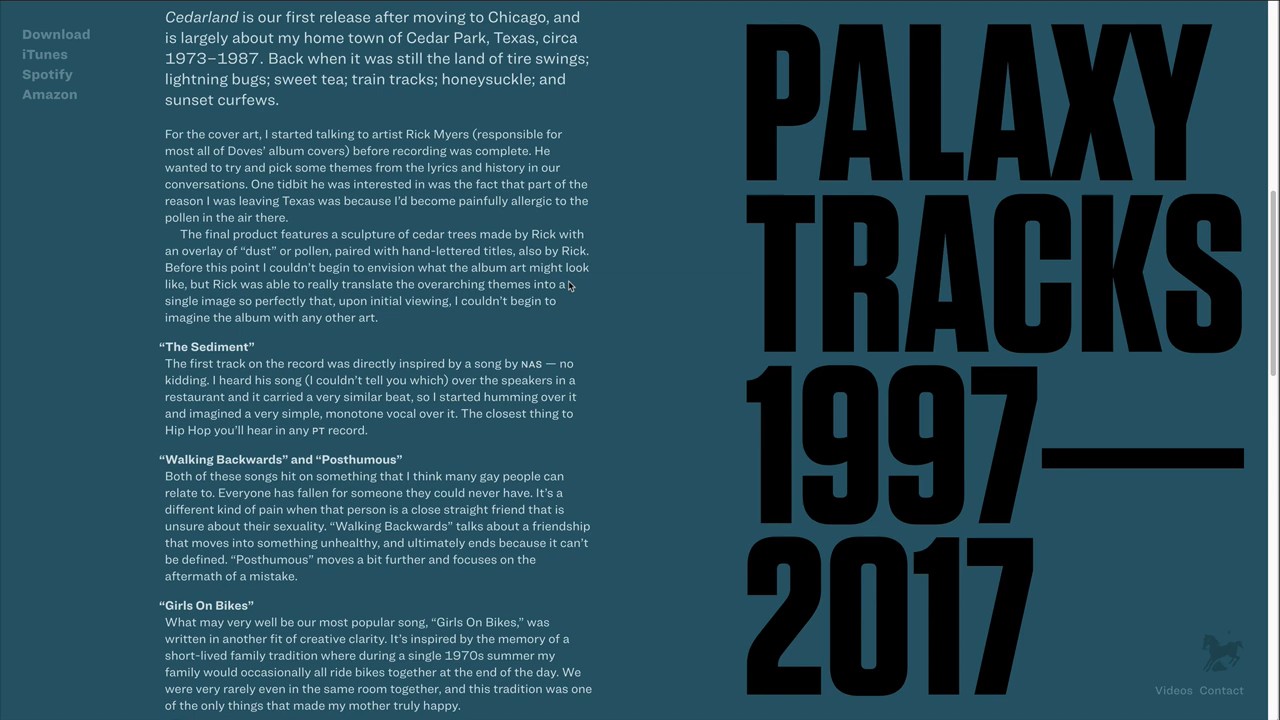 Download
iTunes
Spotify
Amazon
Cedarland is our first release after moving to Chicago, and
is largely about my home town of Cedar Park, Texas, circa
1973–1987. Back when it was still the land of tire swings;
lightning bugs; sweet tea; train tracks; honeysuckle; and
sunset curfews.
For the cover art, I started talking to artist Rick Myers (responsible for
most all of Doves’ album covers) before recording was complete. He
wanted to try and pick some themes from the lyrics and history in our
conversations. One tidbit he was interested in was the fact that part of the
reason I was leaving Texas was because I’d become painfully allergic to the
pollen in the air there.
The final product features a sculpture of cedar trees made by Rick with
an overlay of “dust” or pollen, paired with hand-lettered titles, also by Rick.
Before this point I couldn’t begin to envision what the album art might look
like, but Rick was able to really translate the overarching themes into a
single image so perfectly that, upon initial viewing, I couldn’t begin to
imagine the album with any other art.
“The Sediment”
The first track on the record was directly inspired by a song by NAS — no
kidding. I heard his song (I couldn’t tell you which) over the speakers in a
restaurant and it carried a very similar beat, so I started humming over it
and imagined a very simple, monotone vocal over it. The closest thing to
Hip Hop you’ll hear in any PT record.
“Walking Backwards” and “Posthumous”
Both of these songs hit on something that I think many gay people can
relate to. Everyone has fallen for someone they could never have. It’s a
different kind of pain when that person is a close straight friend that is
unsure about their sexuality. “Walking Backwards” talks about a friendship
that moves into something unhealthy, and ultimately ends because it can’t
be defined. “Posthumous” moves a bit further and focuses on the
aftermath of a mistake.
“Girls On Bikes”
What may very well be our most popular song, “Girls On Bikes,” was
written in another fit of creative clarity. It’s inspired by the memory of a
short-lived family tradition where during a single 1970s summer my
family would occasionally all ride bikes together at the end of the day. We
were very rarely even in the same room together, and this tradition was one
of the only things that made my mother truly happy.
PALAXY
TRACKS
1997—
2017
Videos Contact